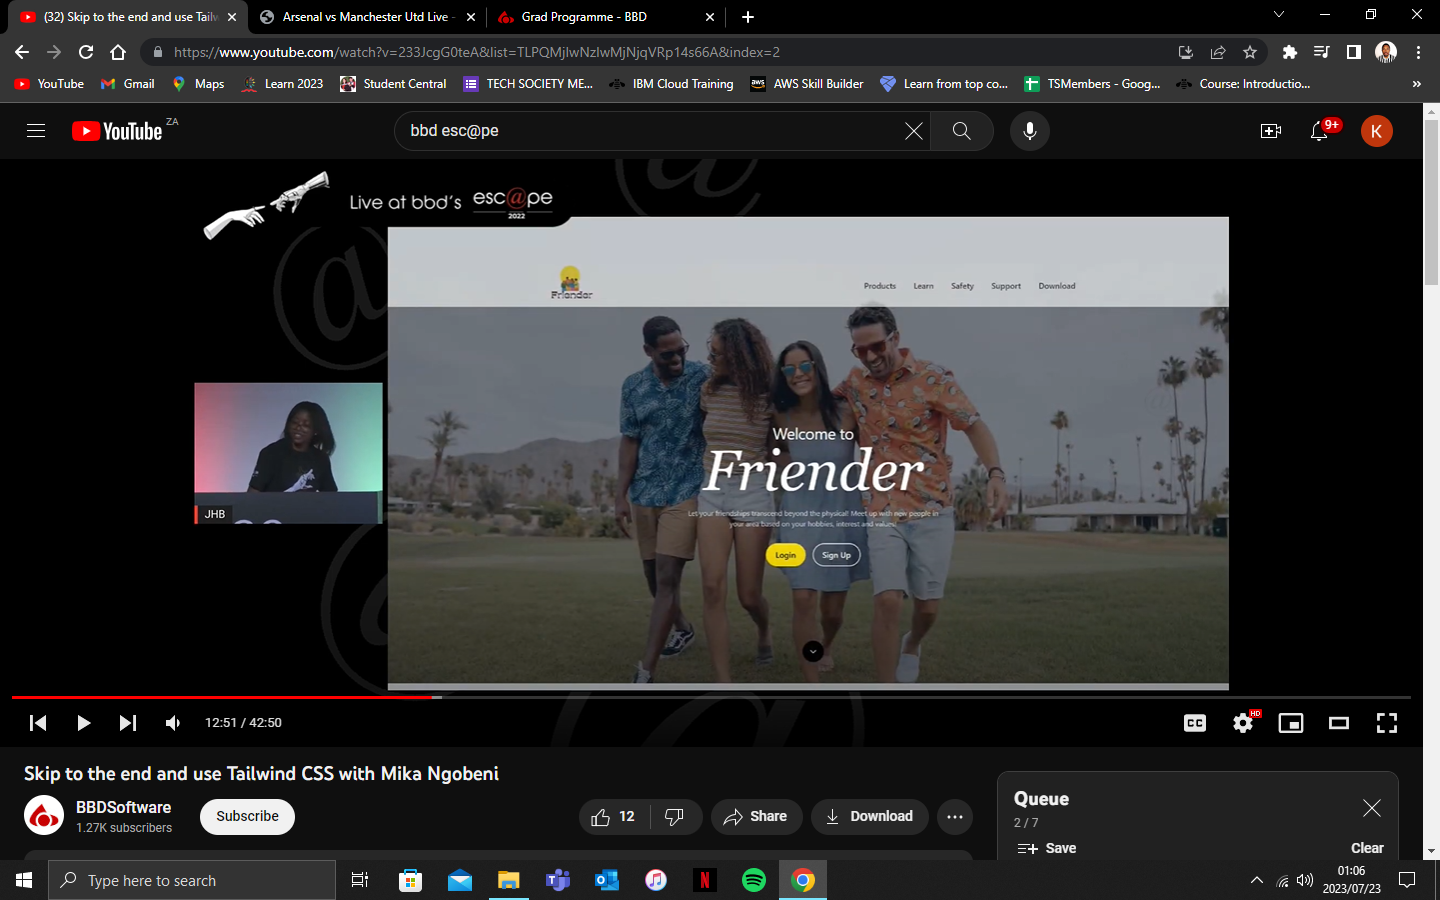 (32) Skip to the end and use Tailw
Arsenal vs Manchester Utd Live -
Grad Programme - BBD
https://www.youtube.com/watch?v=233JcgG0teA&list=TLPQMjIwNzIwMjNjqVRp14s66A&index=2
YouTube
Gmail
Maps
Learn 2023
Student Central
TECH SOCIETY ME...
IBM Cloud Training
aws
AWS Skill Builder
Learn from top co...
TSMembers - Goog...
Course: Introductio...
»
YouTube ZA
bbd esc@pe
9+
K
Live at bbd's esc@pe
2022
Friender
Products Learn Safety Support Download
Welcome to
Friender
Let your friendships transcend beyond the physical! Meet up with new people in
your area based on your hobbies, interest and values!
Login Sign Up
JHB
12:51 / 42:50
CC
HD
Skip to the end and use Tailwind CSS with Mika Ngobeni
BBDSoftware
1.27K subscribers
Subscribe
12
Share
Download
Queue
2 / 7
Save
Clear
Type here to search
01:06
2023/07/23